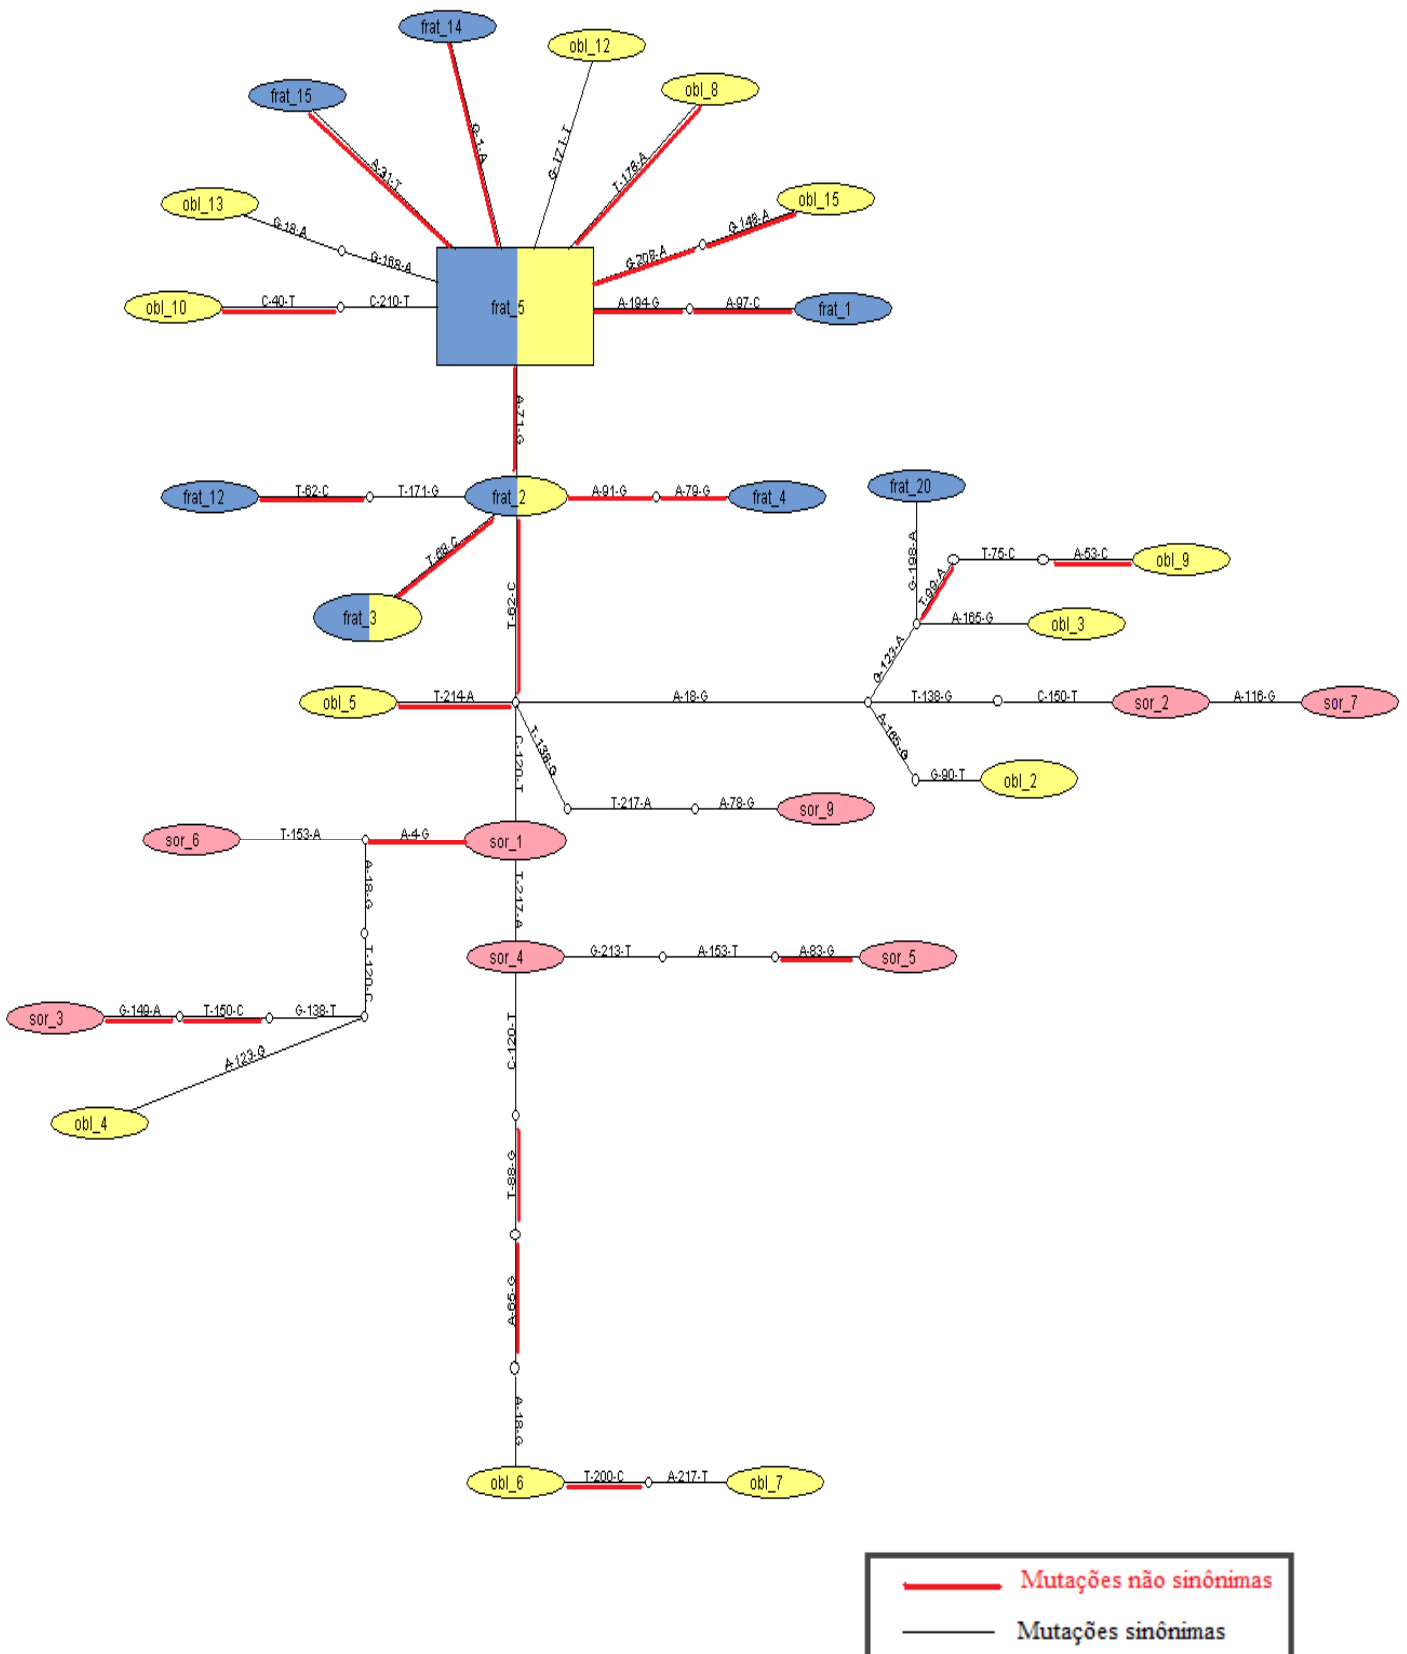 frat_14
obl_12
obl_8
frat_15
G-1-A
G-171-T
T-176-A
A-31-T
obl_13
obl_15
G-18-A
G-168-A
G-208-A
G-148-A
obl_10
C-40-T
C-210-T
frat_5
A-194-G
A-97-C
frat_1
A-71-G
frat_12
T-62-C
T-171-G
frat_2
A-91-G
A-79-G
frat_4
frat_20
T-68-C
G-198-A
T-99-A
T-75-C
A-53-C
obl_9
frat_3
T-62-C
G-123-A
A-165-G
obl_3
obl_5
T-214-A
A-18-G
T-138-G
C-150-T
sor_2
A-116-G
sor_7
C-120-T
T-138-G
A-165-G
G-90-T
obl_2
T-217-A
A-78-G
sor_9
sor_6
T-153-A
A-4-G
sor_1
A-18-G
T-217-A
T-120-C
sor_4
G-213-T
A-153-T
A-83-G
sor_5
sor_3
G-149-A
T-150-C
G-138-T
C-120-T
A-123-G
obl_4
T-88-G
A-65-G
A-18-G
obl_6
T-200-C
A-217-T
obl_7
Mutações não sinônimas
Mutações sinônimas